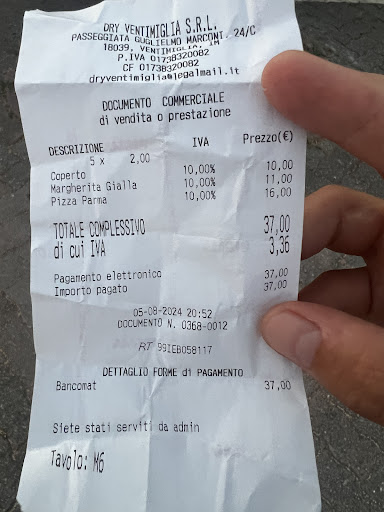 DRY VENTIMIGLIA S.R.L.
PASSEGGIATA GUGLIELMO MARCONI, 24/C
18039, VENTIMIGLIA, IM
P.IVA 01738320082
CF 01738320082
dryventimiglia@legalmail.it
DOCUMENTO COMMERCIALE
di vendita o prestazione
DESCRIZIONE IVA Prezzo(€)
5 x 2,00
Coperto 10,00% 10,00
Margherita Gialla 10,00% 11,00
Pizza Parma 10,00% 16,00
TOTALE COMPLESSIVO 37,00
di cui IVA 3,36
Pagamento elettronico 37,00
Importo pagato 37,00
05-08-2024 20:52
DOCUMENTO N. 0368-0012
RT 99IEB058117
DETTAGLIO FORME di PAGAMENTO
Bancomat 37,00
Siete stati serviti da admin
Tavolo: M6